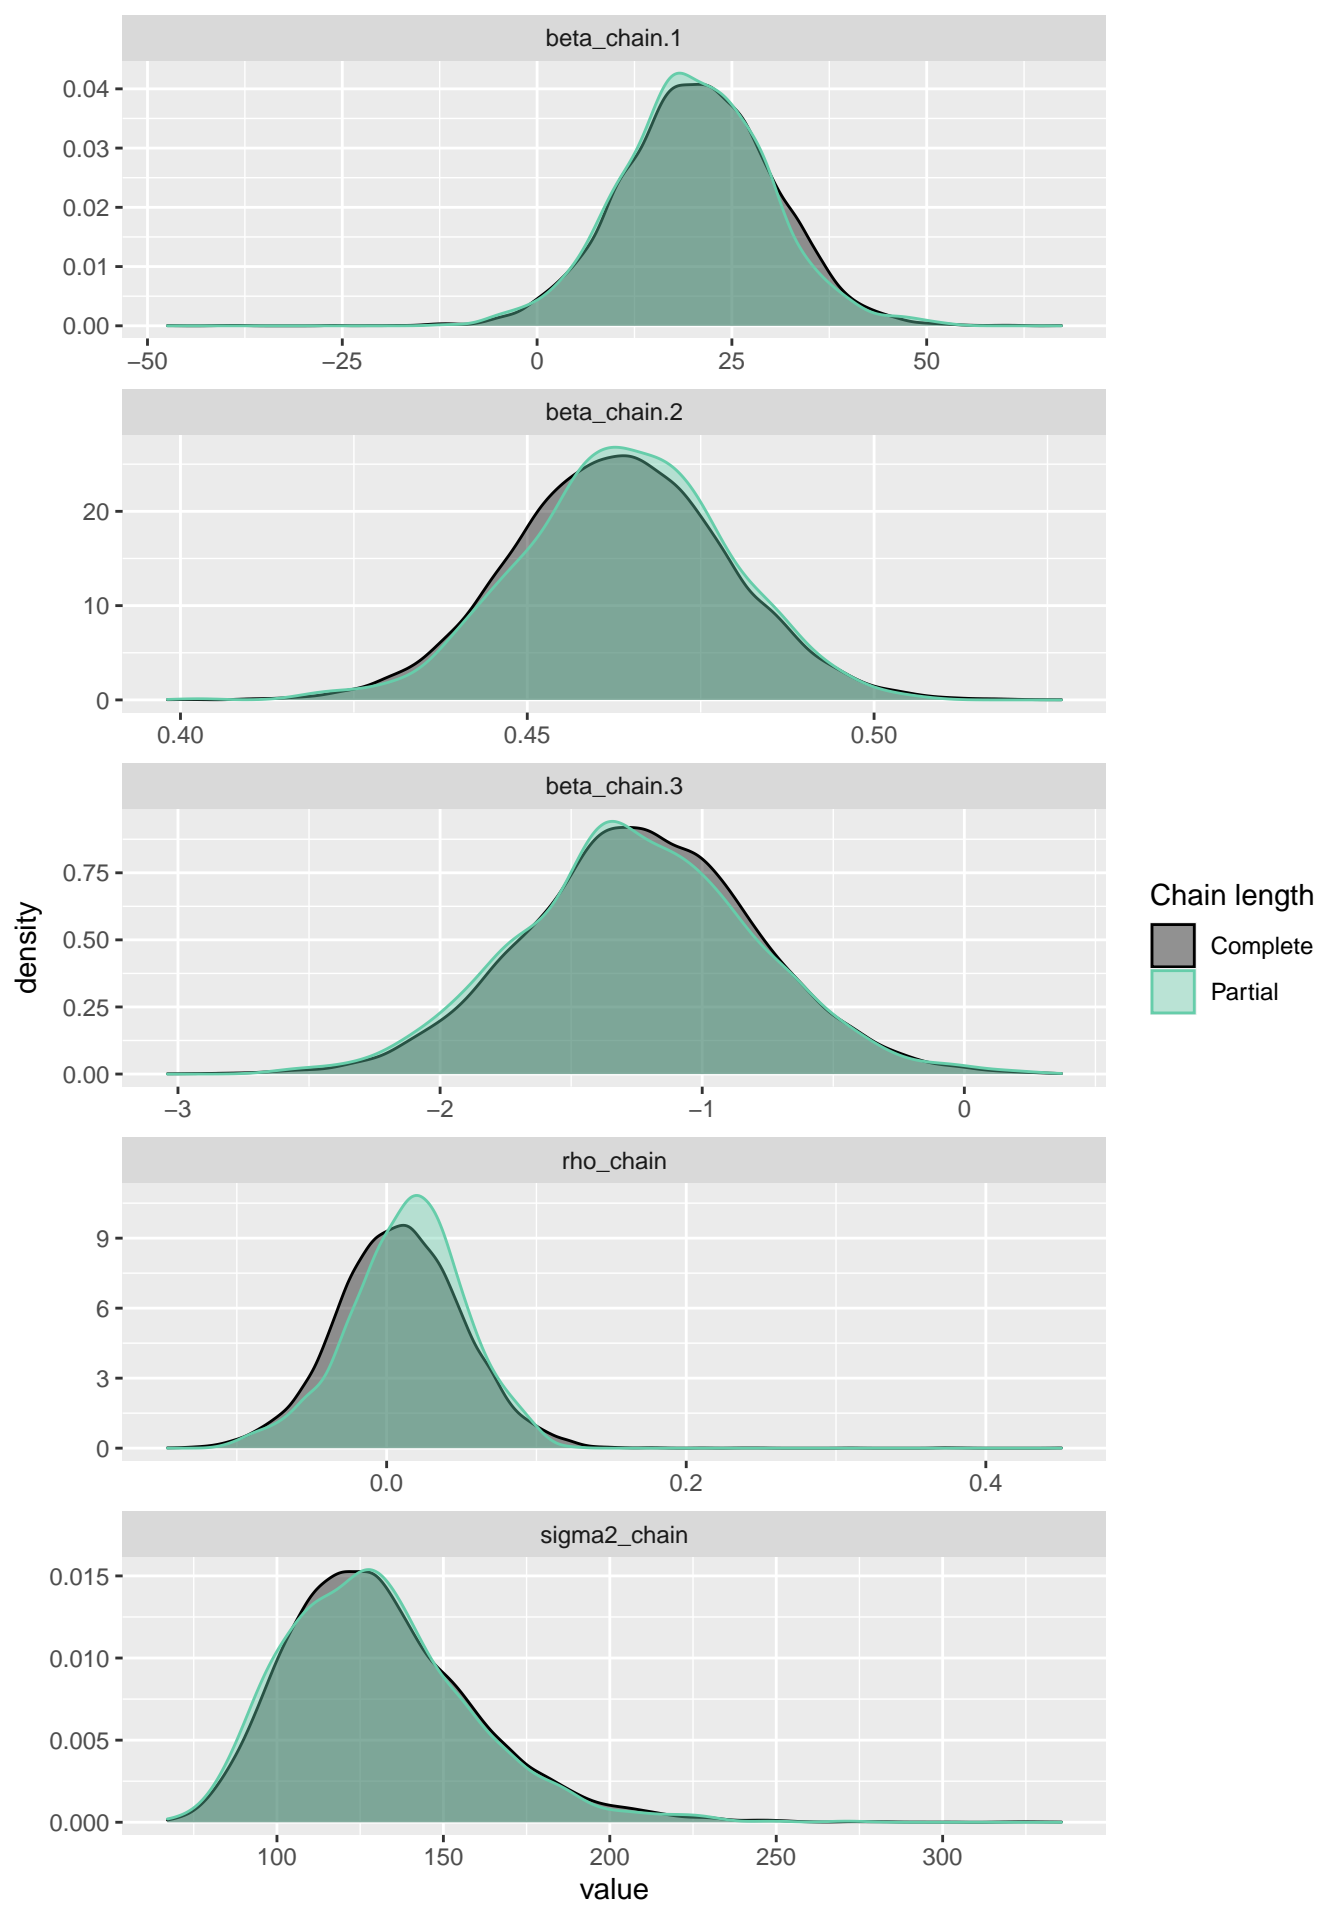 beta_chain.1
0.04
0.03
0.02
0.01
0.00
−50 −25 0 25 50
beta_chain.2
20
10
0
0.40 0.45 0.50
beta_chain.3
0.75
0.50
0.25
0.00
−3 −2 −1 0
rho_chain
9
6
3
0
0.0 0.2 0.4
sigma2_chain
0.015
0.010
0.005
0.000
100 150 200 250 300
value
density
Chain length
Complete
Partial